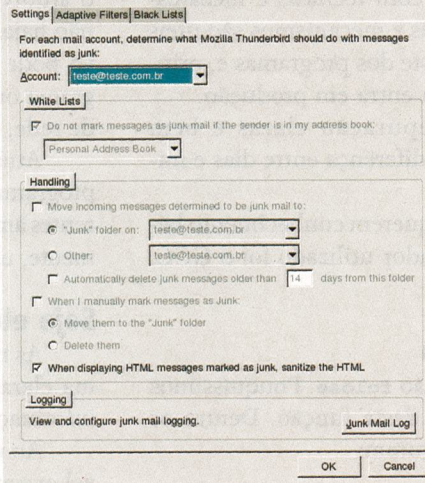 Settings Adaptive Filters Black Lists
For each mail account, determine what Mozilla Thunderbird should do with messages
identified as junk:
Account: teste@teste.com.br
White Lists
Do not mark messages as junk mail if the sender is in my address book:
Personal Address Book
Handling
Move incoming messages determined to be junk mail to:
"Junk" folder on: teste@teste.com.br
Other: teste@teste.com.br
Automatically delete junk messages older than 14 days from this folder
When I manually mark messages as Junk:
Move them to the "Junk" folder
Delete them
When displaying HTML messages marked as junk, sanitize the HTML
Logging
View and configure junk mail logging.
Junk Mail Log
OK Cancel